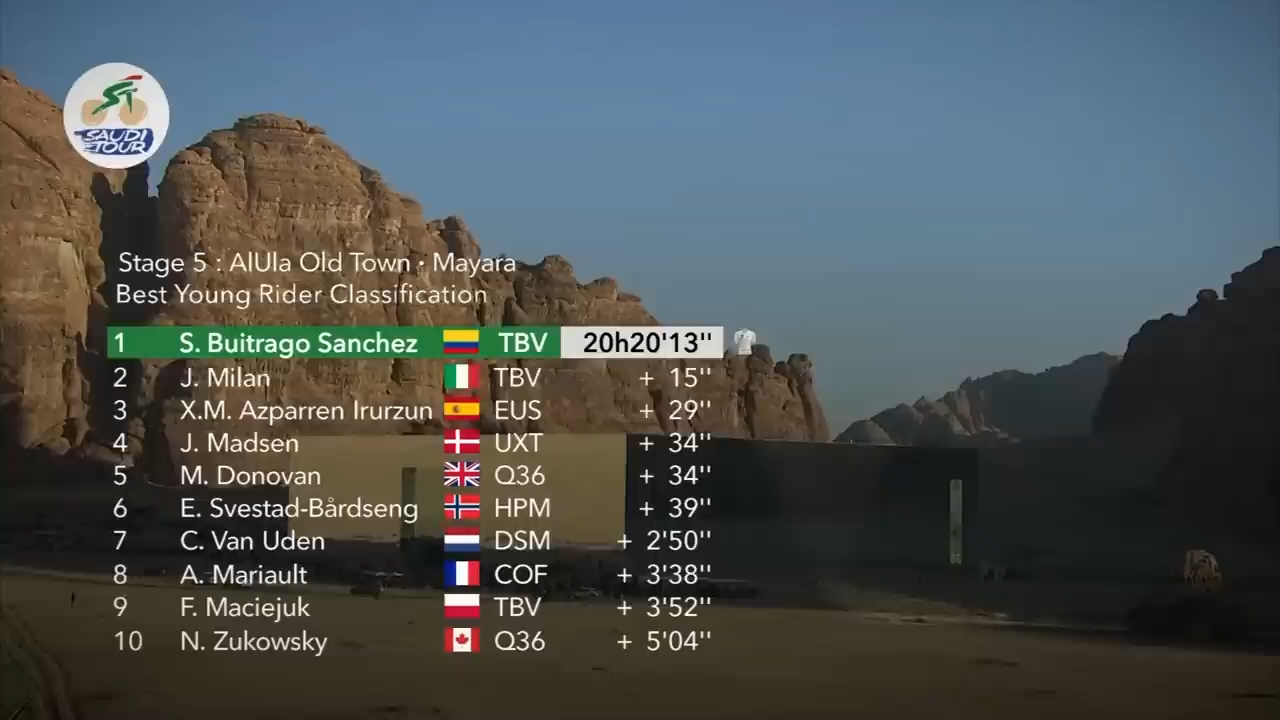 SAUDI
TOUR
Stage 5 : AlUla Old Town · Mayara
Best Young Rider Classification
1 S. Buitrago Sanchez TBV 20h20'13''
2 J. Milan TBV + 15''
3 X.M. Azparren Irurzun EUS + 29''
4 J. Madsen UXT + 34''
5 M. Donovan Q36 + 34''
6 E. Svestad-Bårdseng HPM + 39''
7 C. Van Uden DSM + 2'50''
8 A. Mariault COF + 3'38''
9 F. Maciejuk TBV + 3'52''
10 N. Zukowsky Q36 + 5'04''